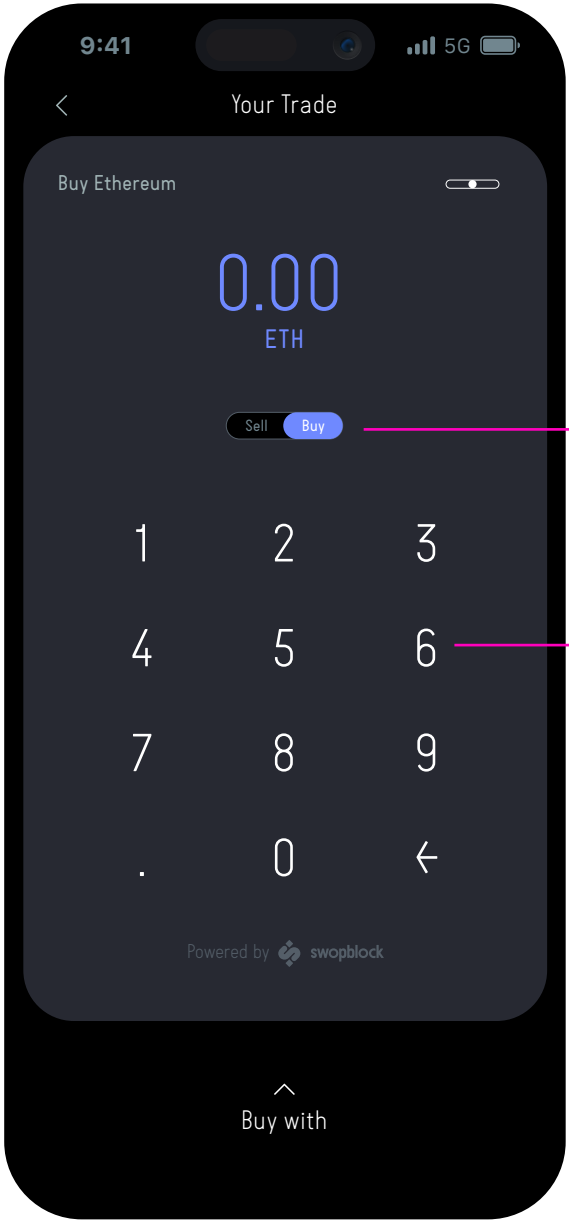 9:41 5G
Your Trade
Buy Ethereum
0.00
ETH
Sell Buy
1 2 3
4 5 6
7 8 9
. 0 ←
Powered by swopblock
Buy with